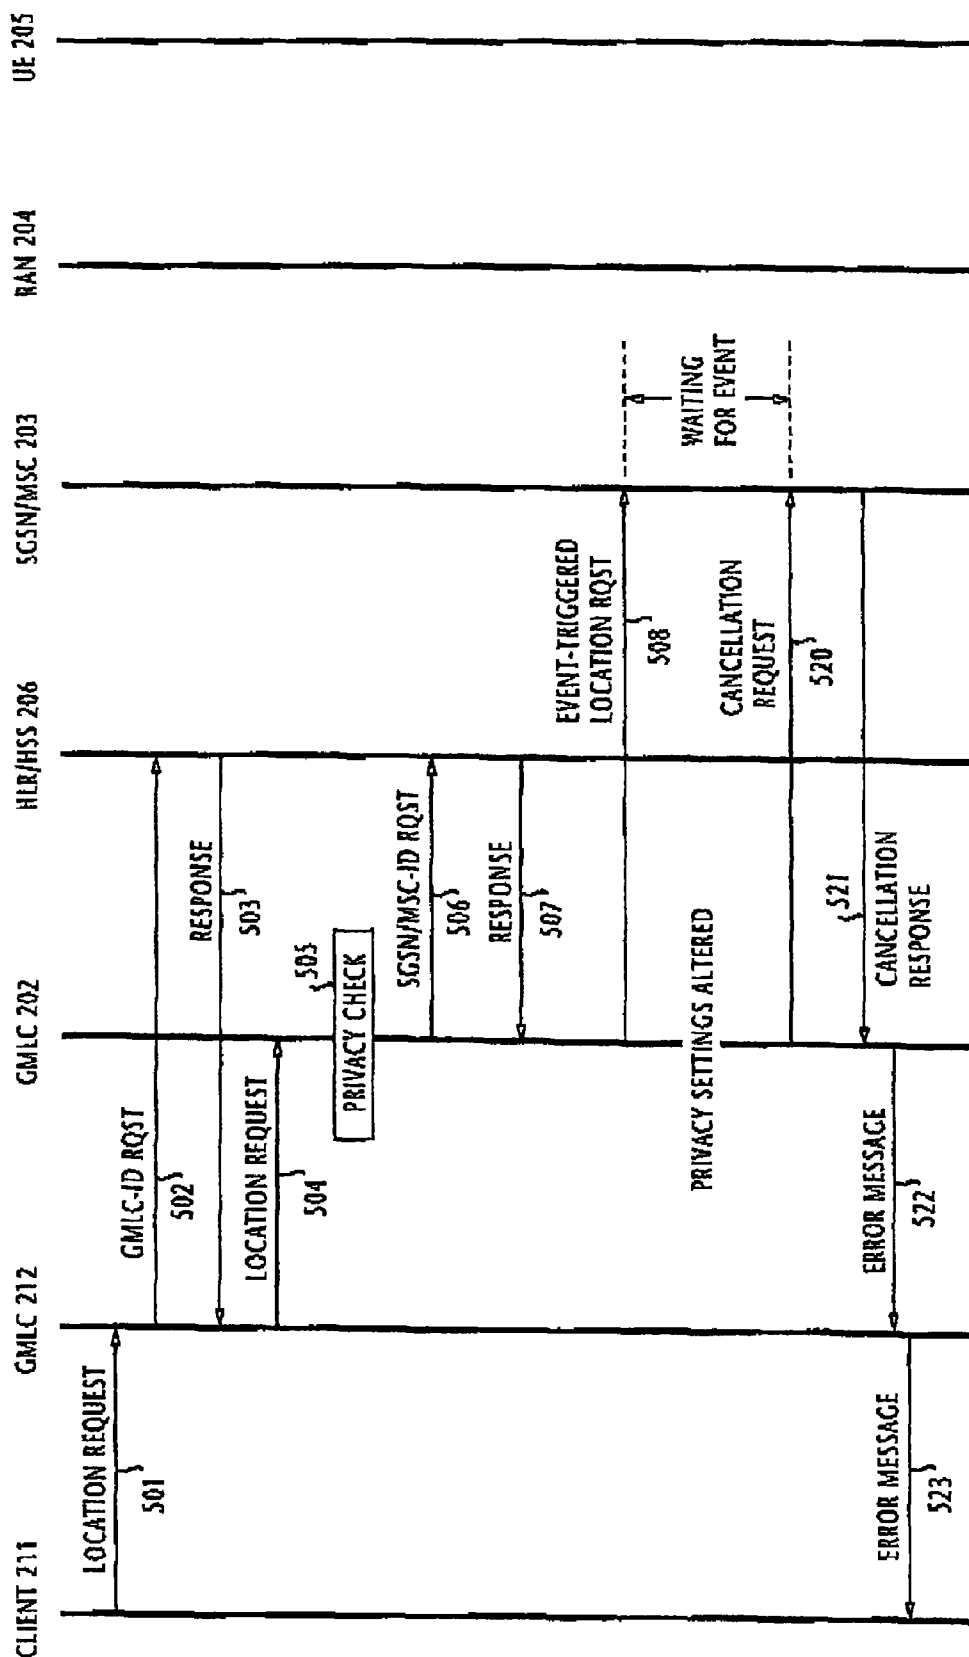 CLIENT 211
GMLC 212
GMLC 202
HLR/HSS 206
SGSN/MSC 203
RAN 204
UE 205
LOCATION REQUEST
501
GMLC-ID RQST
502
RESPONSE
503
LOCATION REQUEST
504
505
PRIVACY CHECK
SGSN/MSC-ID RQST
506
RESPONSE
507
EVENT-TRIGGERED
LOCATION RQST
508
WAITING
FOR EVENT
PRIVACY SETTINGS ALTERED
CANCELLATION
REQUEST
520
521
CANCELLATION
RESPONSE
ERROR MESSAGE
522
ERROR MESSAGE
523